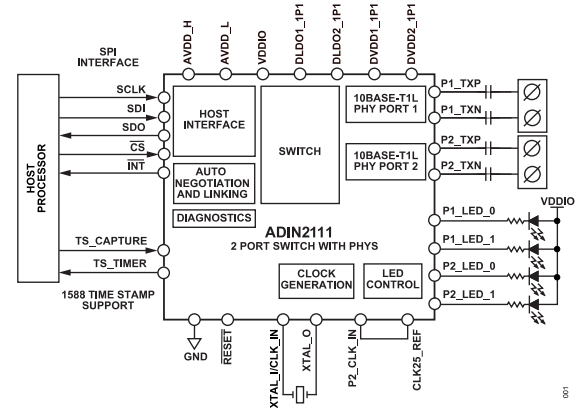 AVDD_H
AVDD_L
VDDIO
DLDO1_1P1
DLDO2_1P1
DVDD1_1P1
DVDD2_1P1
SPI
INTERFACE
HOST
PROCESSOR
SCLK
SDI
SDO
CS
INT
TS_CAPTURE
TS_TIMER
1588 TIME STAMP
SUPPORT
HOST
INTERFACE
AUTO
NEGOTIATION
AND LINKING
DIAGNOSTICS
SWITCH
10BASE-T1L
PHY PORT 1
10BASE-T1L
PHY PORT 2
ADIN2111
2 PORT SWITCH WITH PHYS
CLOCK
GENERATION
LED
CONTROL
P1_TXP
P1_TXN
P2_TXP
P2_TXN
VDDIO
P1_LED_0
P1_LED_1
P2_LED_0
P2_LED_1
GND
RESET
XTAL_I/CLK_IN
XTAL_O
P2_CLK_IN
CLK25_REF
001